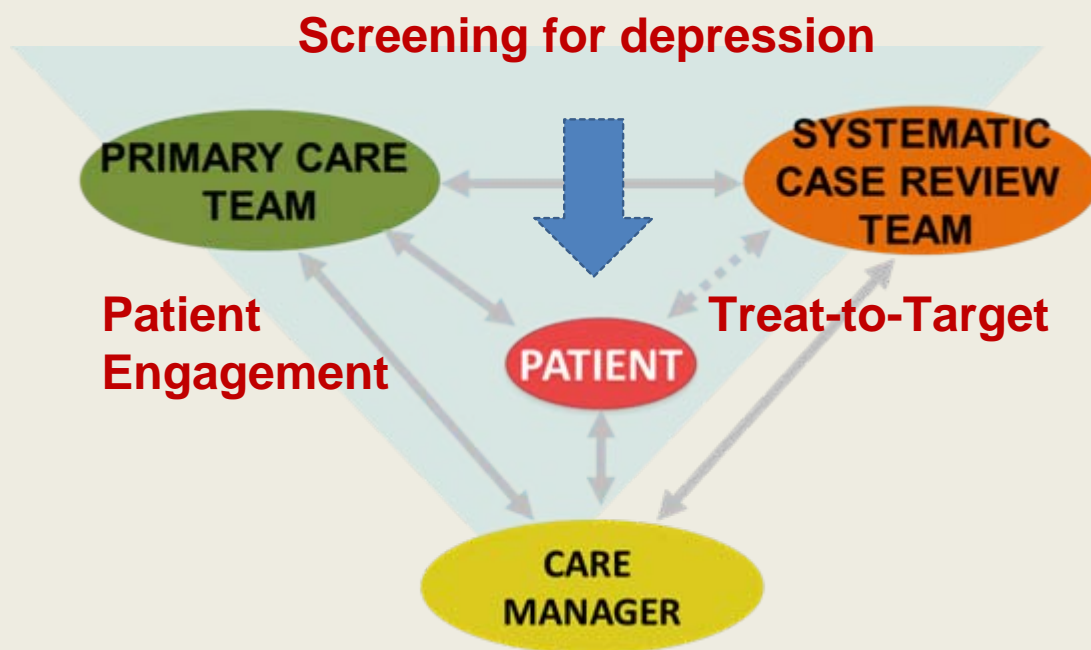 Screening for depression
PRIMARY CARE
TEAM
SYSTEMATIC
CASE REVIEW
TEAM
Patient
Engagement
Treat-to-Target
PATIENT
CARE
MANAGER